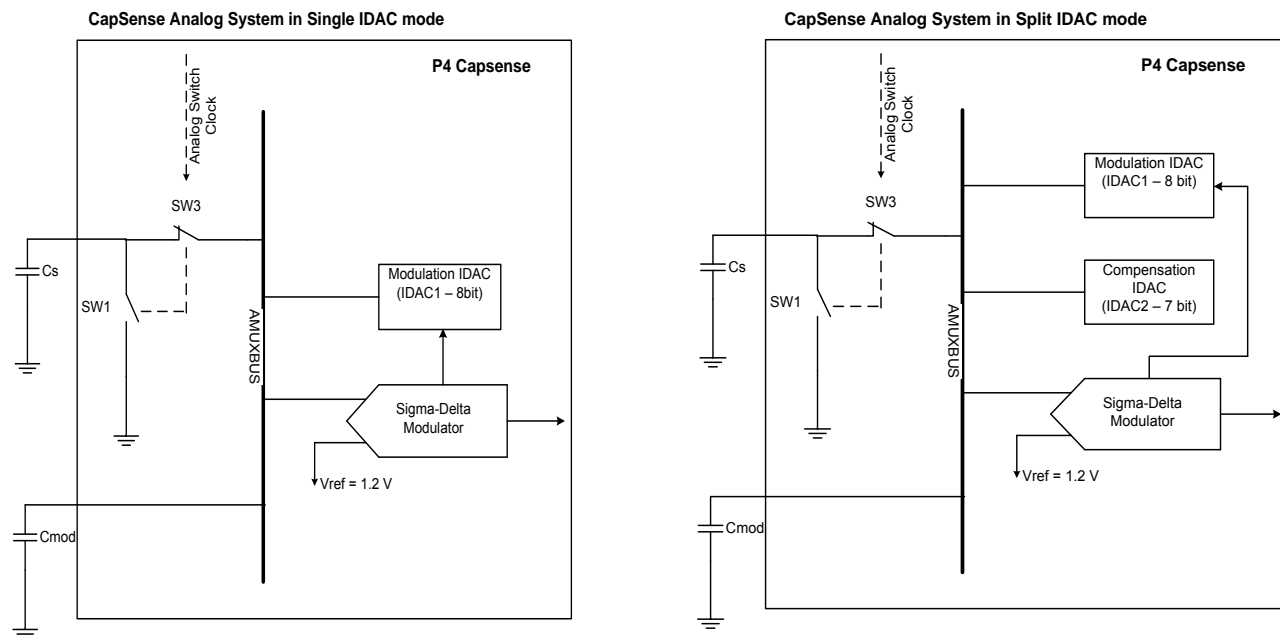 CapSense Analog System in Single IDAC mode
P4 Capsense
Analog Switch
Clock
SW3
Cs
SW1
Modulation IDAC
(IDAC1 – 8bit)
AMUXBUS
Sigma-Delta
Modulator
Vref = 1.2 V
Cmod
CapSense Analog System in Split IDAC mode
P4 Capsense
Analog Switch
Clock
Modulation IDAC
(IDAC1 – 8 bit)
SW3
Cs
SW1
Compensation
IDAC
(IDAC2 – 7 bit)
AMUXBUS
Sigma-Delta
Modulator
Vref = 1.2 V
Cmod